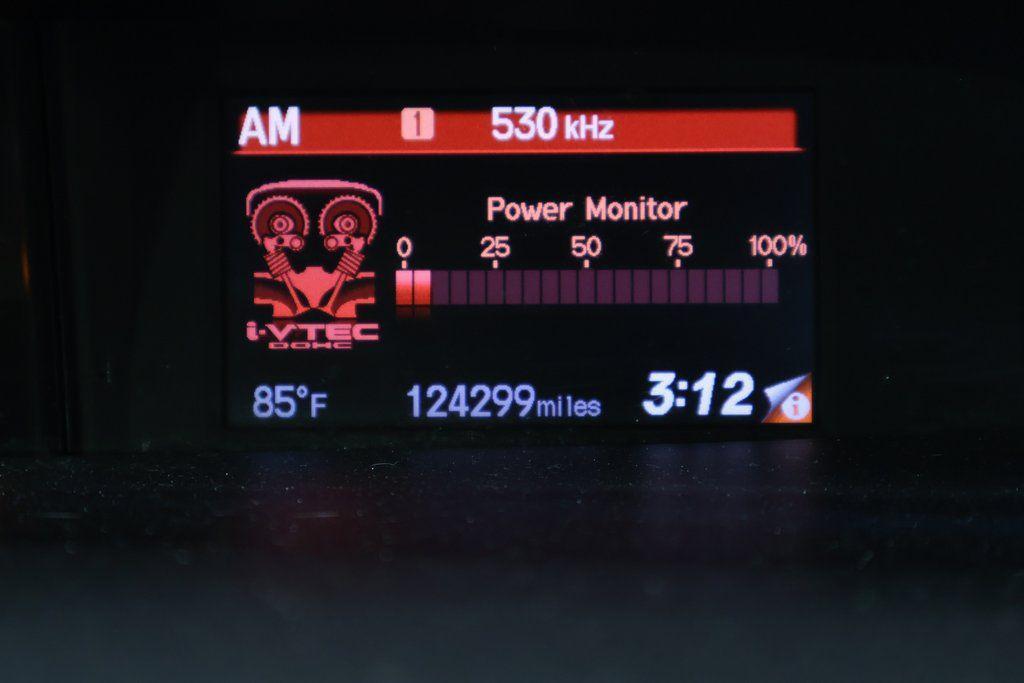 AM 1 530 kHz
Power Monitor
0 25 50 75 100%
i-VTEC
DOHC
85°F 124299miles 3:12 i